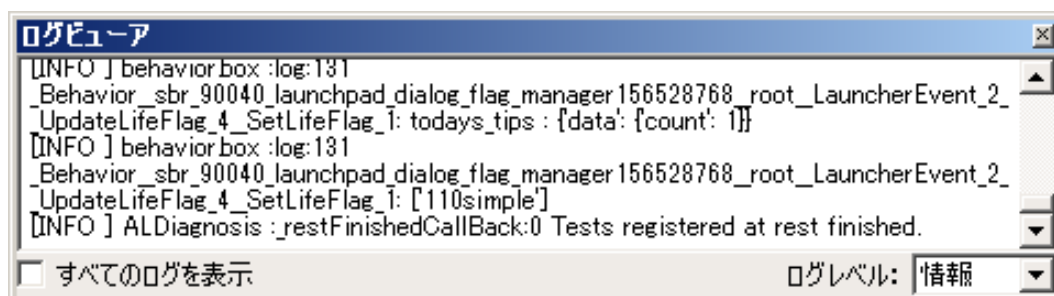 ログビューア
[INFO ] behavior.box :log:131
_Behavior__sbr_90040_launchpad_dialog_flag_manager156528768__root__LauncherEvent_2_
_UpdateLifeFlag_4__SetLifeFlag_1: todays_tips : {'data': {'count': 1}}
[INFO ] behavior.box :log:131
_Behavior__sbr_90040_launchpad_dialog_flag_manager156528768__root__LauncherEvent_2_
_UpdateLifeFlag_4__SetLifeFlag_1: ['110simple']
[INFO ] ALDiagnosis :_restFinishedCallBack:0 Tests registered at rest finished.
すべてのログを表示 ログレベル: 情報